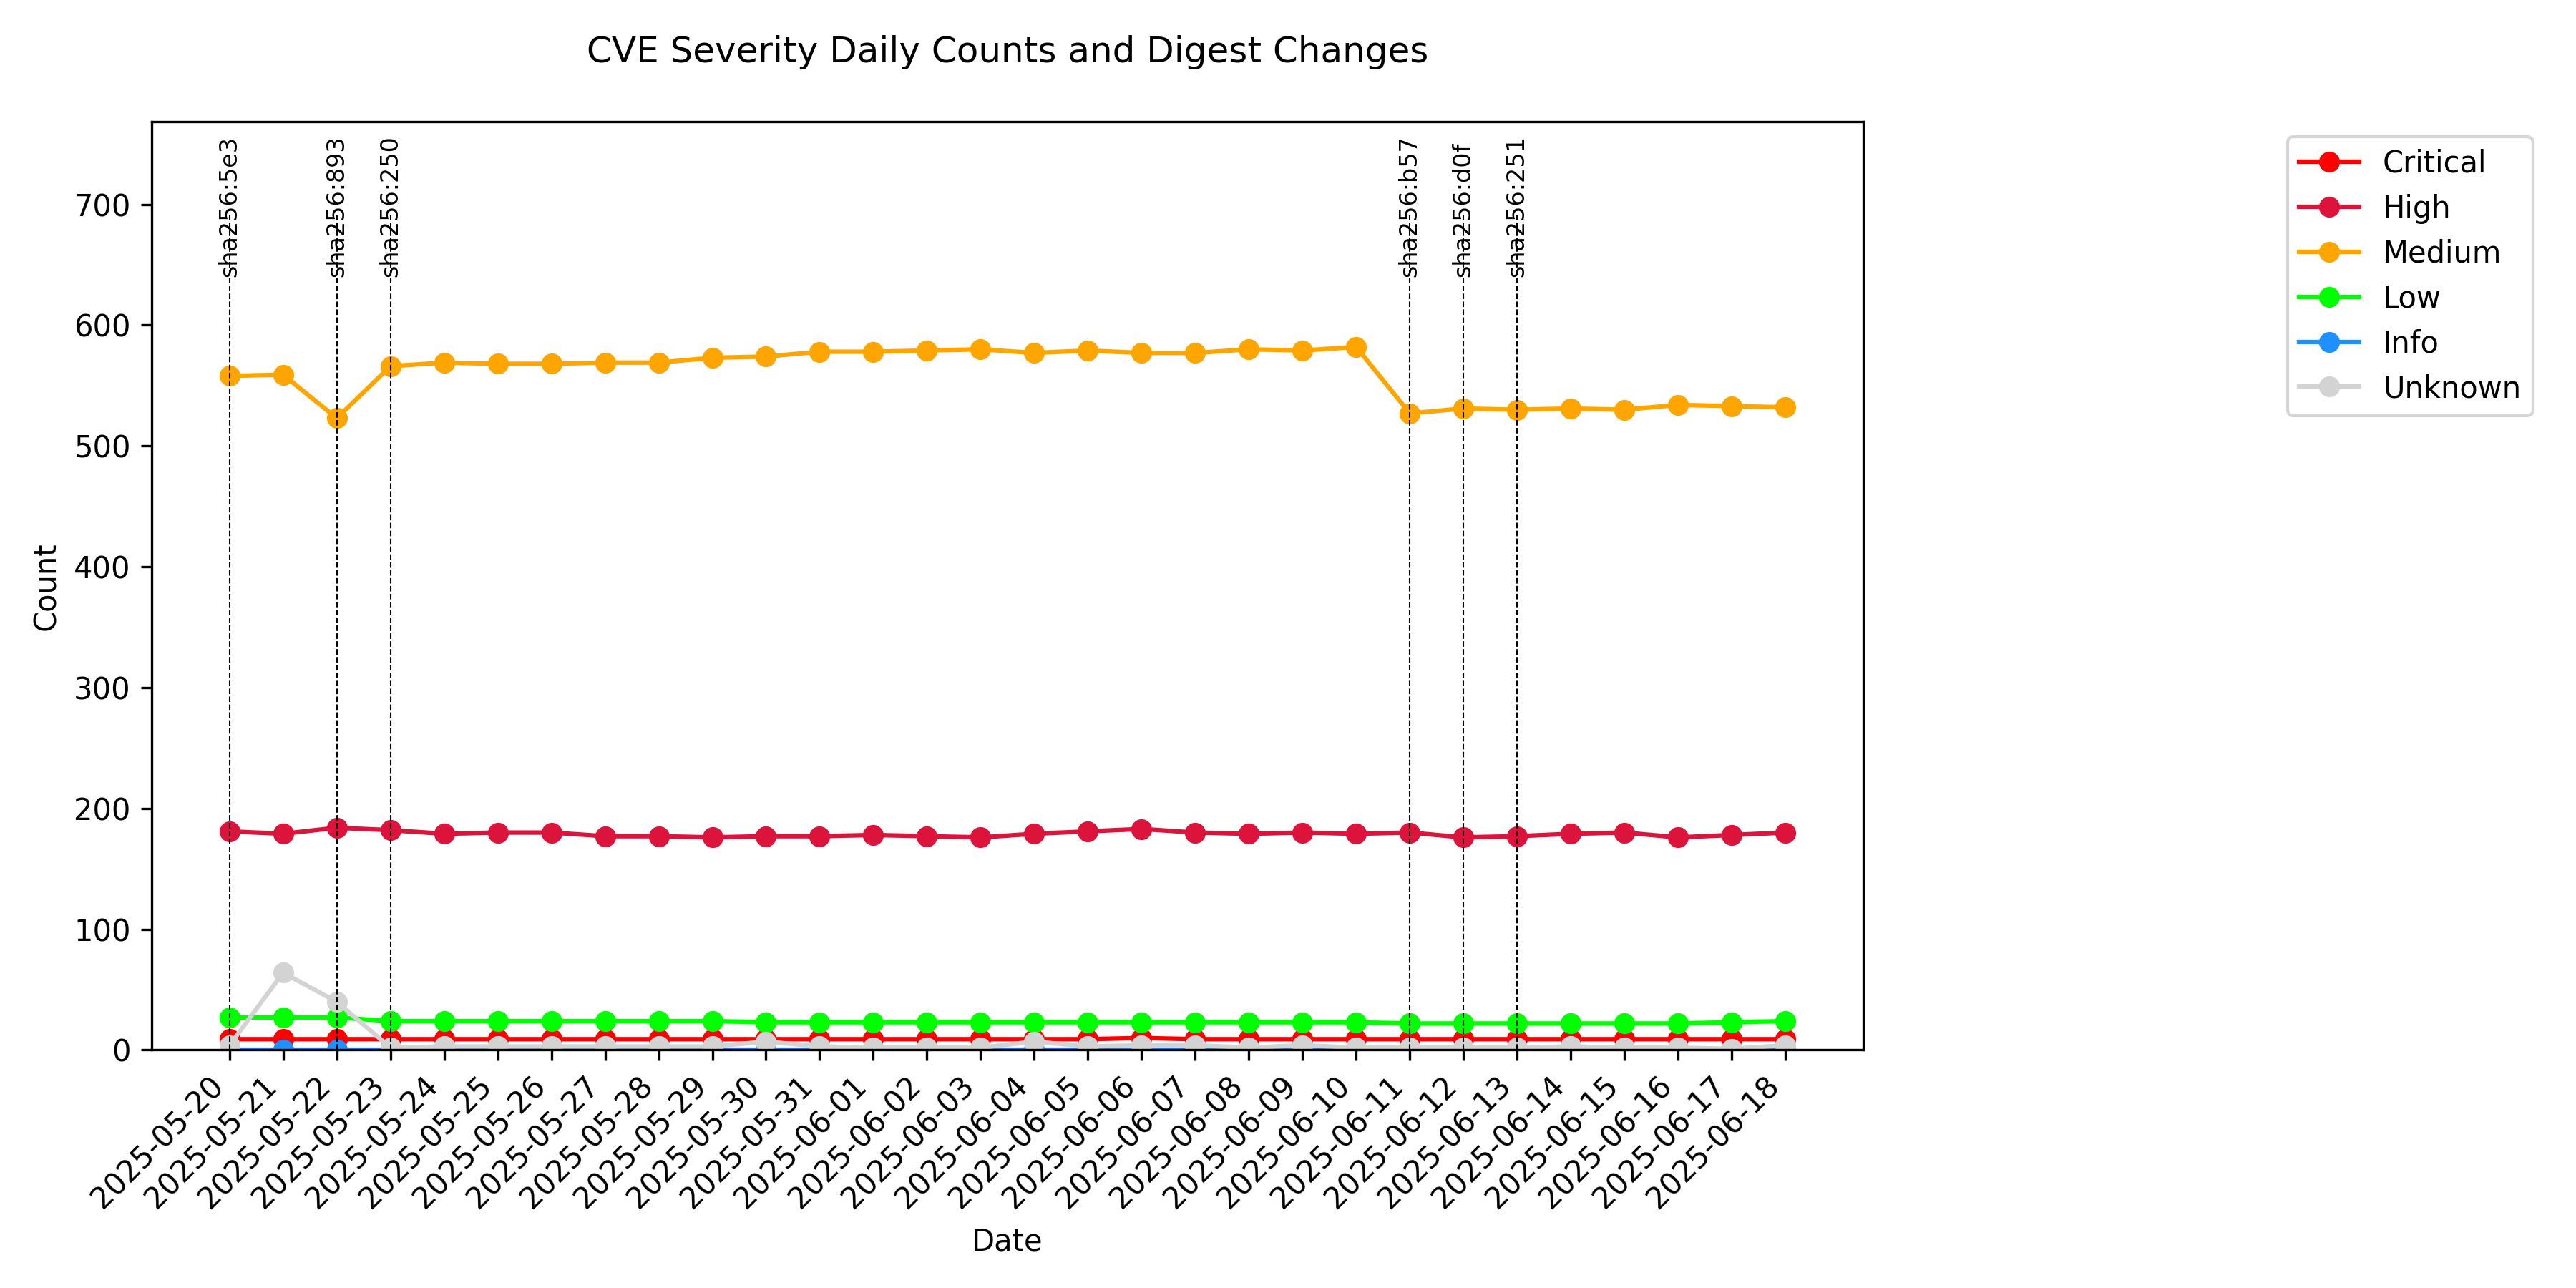 CVE Severity Daily Counts and Digest Changes
sha256:5e3
sha256:893
sha256:250
sha256:b57
sha256:d0f
sha256:251
Critical
High
Medium
Low
Info
Unknown
Count
700
600
500
400
300
200
100
0
2025-05-20
2025-05-21
2025-05-22
2025-05-23
2025-05-24
2025-05-25
2025-05-26
2025-05-27
2025-05-28
2025-05-29
2025-05-30
2025-05-31
2025-06-01
2025-06-02
2025-06-03
2025-06-04
2025-06-05
2025-06-06
2025-06-07
2025-06-08
2025-06-09
2025-06-10
2025-06-11
2025-06-12
2025-06-13
2025-06-14
2025-06-15
2025-06-16
2025-06-17
2025-06-18
Date